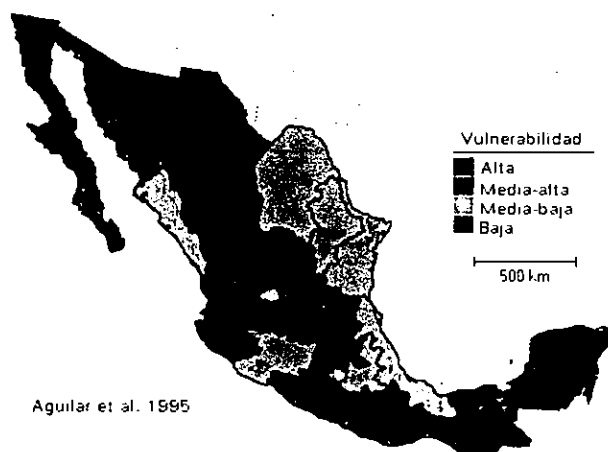 Vulnerabilidad
Alta
Media-alta
Media-baja
Baja
500 km
Aguilar et al. 1995